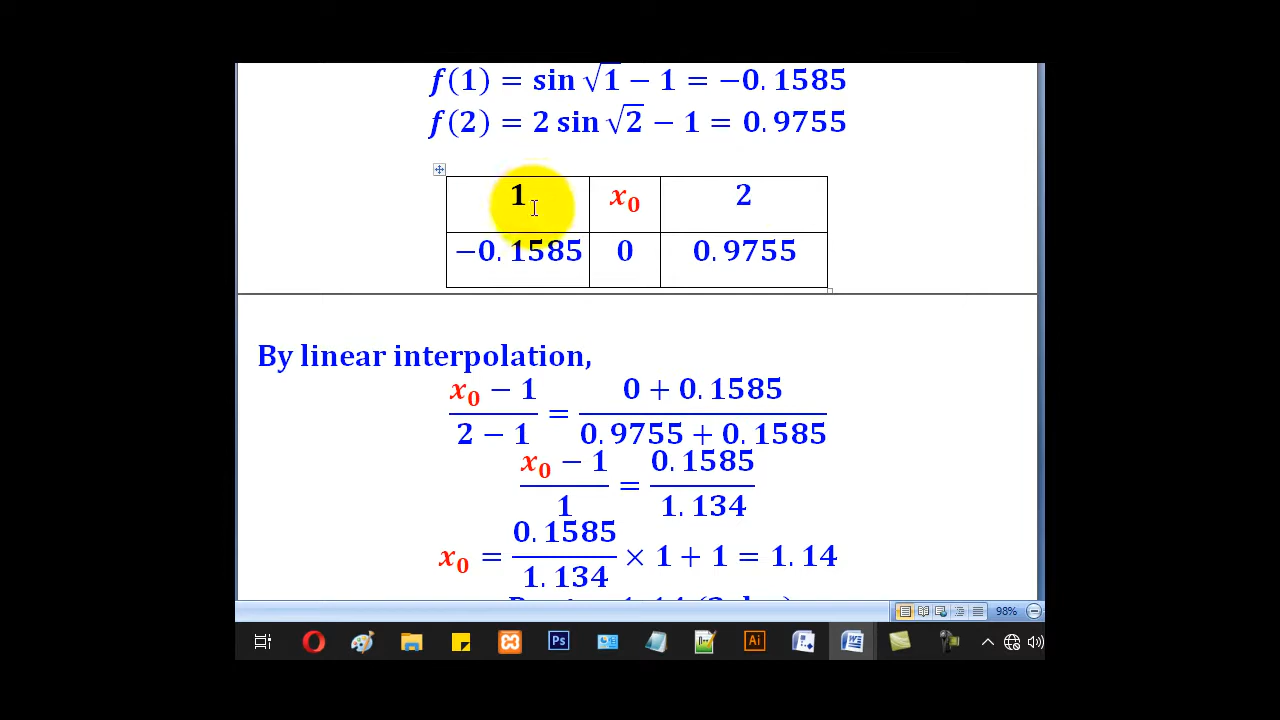 f(1) = sin √1 − 1 = −0.1585
f(2) = 2 sin √2 − 1 = 0.9755
1 x₀ 2
−0.1585 0 0.9755
By linear interpolation,
(x₀ − 1)/(2 − 1) = (0 + 0.1585)/(0.9755 + 0.1585)
(x₀ − 1)/1 = 0.1585/1.134
x₀ = 0.1585/1.134 × 1 + 1 = 1.14
98%
Ps Ai W